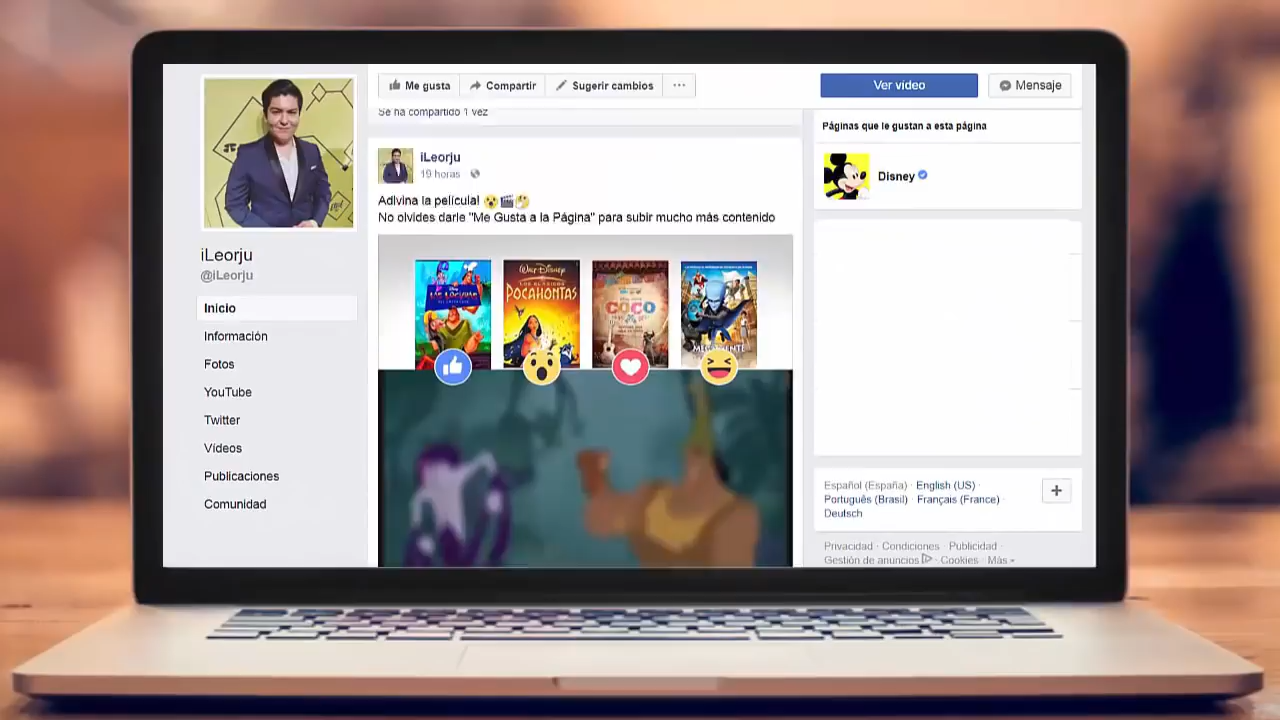 Me gusta
Compartir
Sugerir cambios
Ver vídeo
Mensaje
Se ha compartido 1 vez
Páginas que le gustan a esta página
iLeorju
19 horas
Disney
Adivina la película!
No olvides darle "Me Gusta a la Página" para subir mucho más contenido
iLeorju
@iLeorju
WALT DISNEY
LOS CLÁSICOS
POCAHONTAS
COCO
Inicio
Información
Fotos
YouTube
Twitter
Vídeos
Publicaciones
Comunidad
Español (España) · English (US) ·
Português (Brasil) · Français (France) ·
Deutsch
Privacidad · Condiciones · Publicidad ·
Gestión de anuncios · Cookies · Más